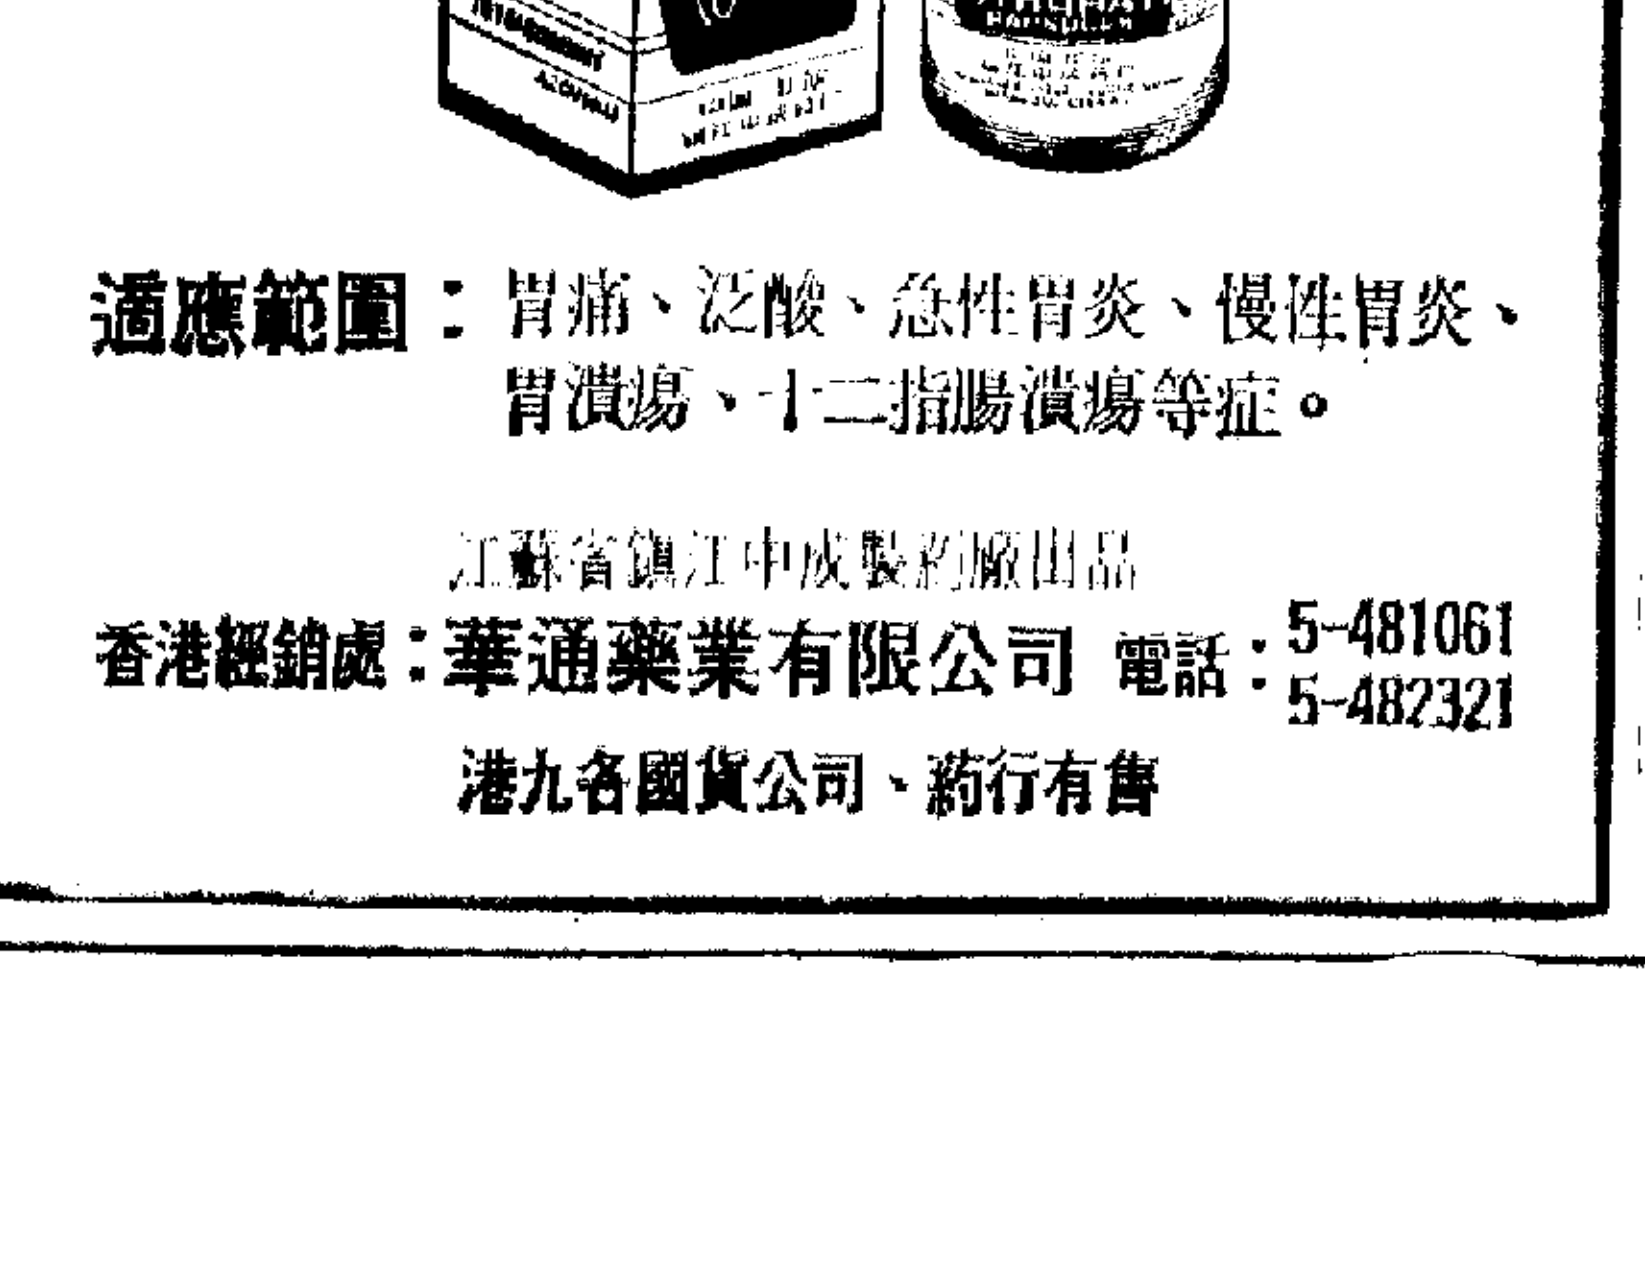 適應範圍：胃痛、泛酸、急性胃炎、慢性胃炎、
胃潰瘍、十二指腸潰瘍等症。
江蘇省鎮江中成製葯廠出品
香港經銷處：華通藥業有限公司 電話：5-481061
5-482321
港九各國貨公司、葯行有售